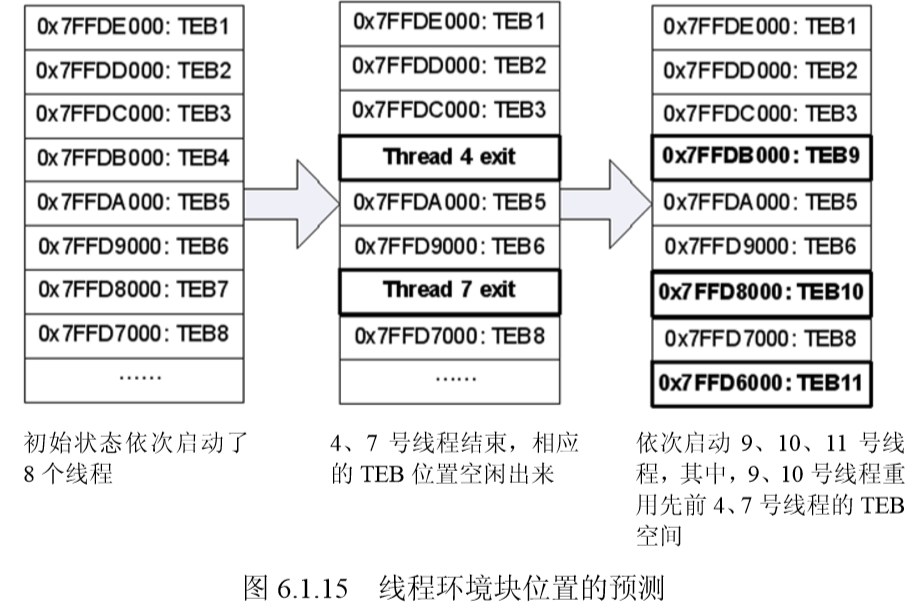 0x7FFDE000: TEB1
0x7FFDD000: TEB2
0x7FFDC000: TEB3
0x7FFDB000: TEB4
0x7FFDA000: TEB5
0x7FFD9000: TEB6
0x7FFD8000: TEB7
0x7FFD7000: TEB8
……
初始状态依次启动了
8 个线程
0x7FFDE000: TEB1
0x7FFDD000: TEB2
0x7FFDC000: TEB3
Thread 4 exit
0x7FFDA000: TEB5
0x7FFD9000: TEB6
Thread 7 exit
0x7FFD7000: TEB8
……
4、7 号线程结束，相应
的 TEB 位置空闲出来
0x7FFDE000: TEB1
0x7FFDD000: TEB2
0x7FFDC000: TEB3
0x7FFDB000: TEB9
0x7FFDA000: TEB5
0x7FFD9000: TEB6
0x7FFD8000: TEB10
0x7FFD7000: TEB8
0x7FFD6000: TEB11
依次启动 9、10、11 号线
程，其中，9、10 号线程重
用先前 4、7 号线程的 TEB
空间
图 6.1.15 线程环境块位置的预测